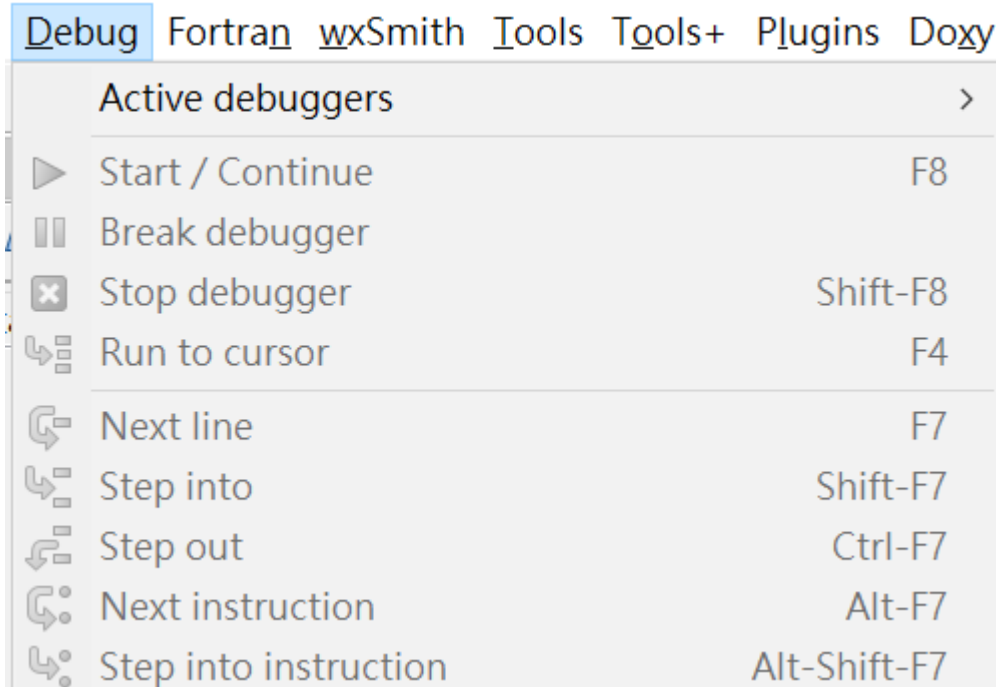 Debug Fortran wxSmith Tools Tools+ Plugins Doxy
Active debuggers >
Start / Continue F8
Break debugger
Stop debugger Shift-F8
Run to cursor F4
Next line F7
Step into Shift-F7
Step out Ctrl-F7
Next instruction Alt-F7
Step into instruction Alt-Shift-F7